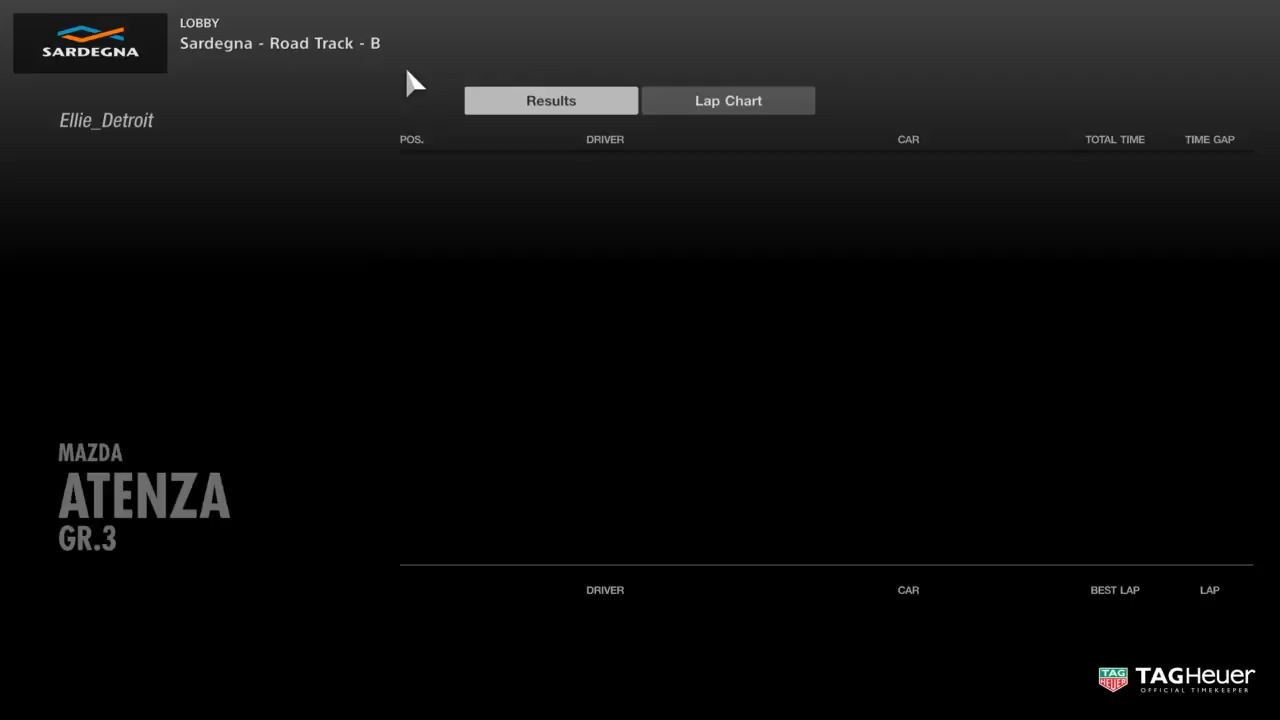 SARDEGNA
LOBBY
Sardegna - Road Track - B
Results
Lap Chart
Ellie_Detroit
POS.
DRIVER
CAR
TOTAL TIME
TIME GAP
MAZDA
ATENZA
GR.3
DRIVER
CAR
BEST LAP
LAP
TAG
HEUER
TAGHeuer
OFFICIAL TIMEKEEPER